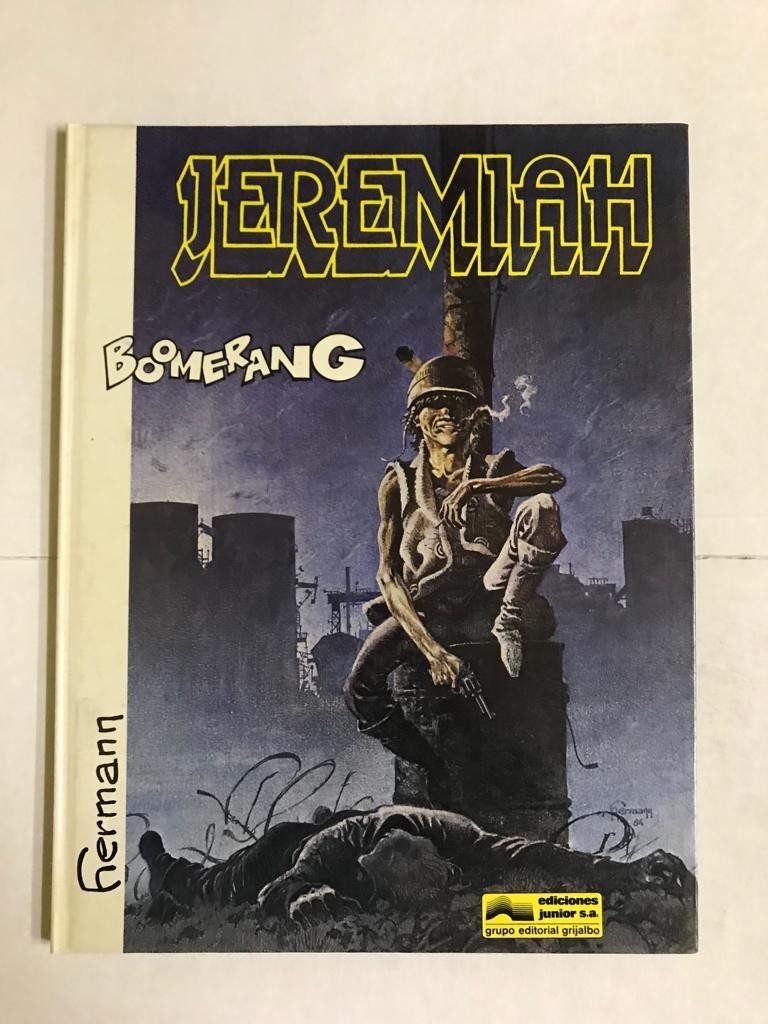 JEREMIAH
BOOMERANG
hermann
hermann
84
ediciones
junior s.a.
grupo editorial grijalbo